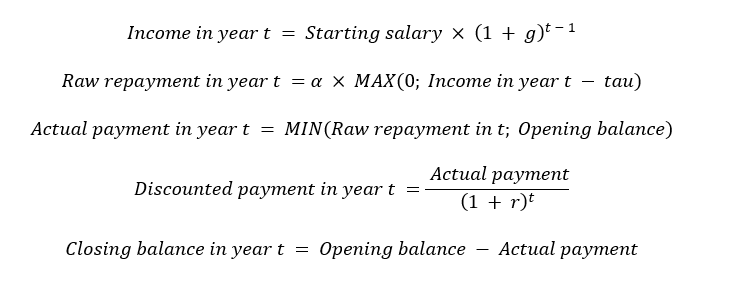 Income in year t = Starting salary × (1 + g)^{t − 1}
Raw repayment in year t = α × MAX(0; Income in year t − tau)
Actual payment in year t = MIN(Raw repayment in t; Opening balance)
Discounted payment in year t = \frac{Actual payment}{(1 + r)^t}
Closing balance in year t = Opening balance − Actual payment